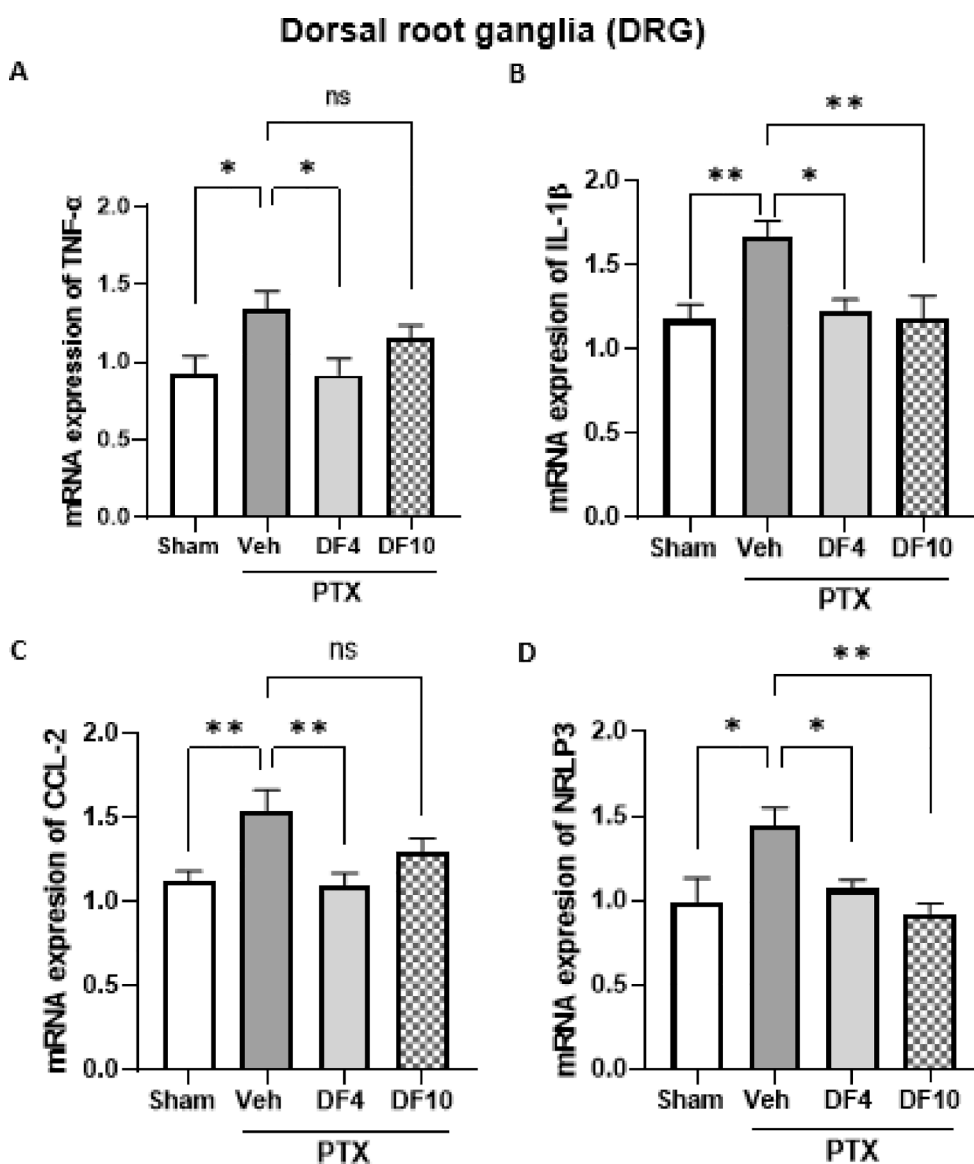 Dorsal root ganglia (DRG)
A
ns
* *
mRNA expression of TNF-α
2.0
1.5
1.0
0.5
0.0
Sham Veh DF4 DF10
PTX
B
**
** *
mRNA expresion of IL-1β
2.0
1.5
1.0
0.5
0.0
Sham Veh DF4 DF10
PTX
C
ns
** **
mRNA expresion of CCL-2
2.0
1.5
1.0
0.5
0.0
Sham Veh DF4 DF10
PTX
D
**
* *
mRNA expresion of NRLP3
2.0
1.5
1.0
0.5
0.0
Sham Veh DF4 DF10
PTX